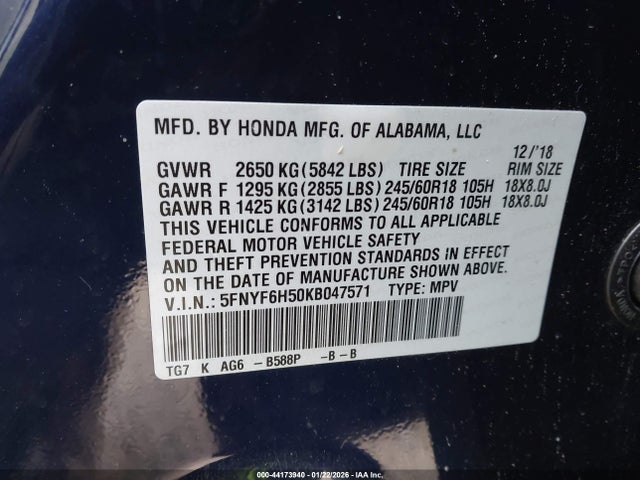 MFD. BY HONDA MFG. OF ALABAMA, LLC
12/'18
GVWR 2650 KG (5842 LBS) TIRE SIZE RIM SIZE
GAWR F 1295 KG (2855 LBS) 245/60R18 105H 18X8.0J
GAWR R 1425 KG (3142 LBS) 245/60R18 105H 18X8.0J
THIS VEHICLE CONFORMS TO ALL APPLICABLE
FEDERAL MOTOR VEHICLE SAFETY
AND THEFT PREVENTION STANDARDS IN EFFECT
ON THE DATE OF MANUFACTURE SHOWN ABOVE.
V.I.N.: 5FNYF6H50KB047571 TYPE: MPV
TG7 K AG6 -B588P -B-B
000-44173940 - 01/22/2026 - IAA Inc.